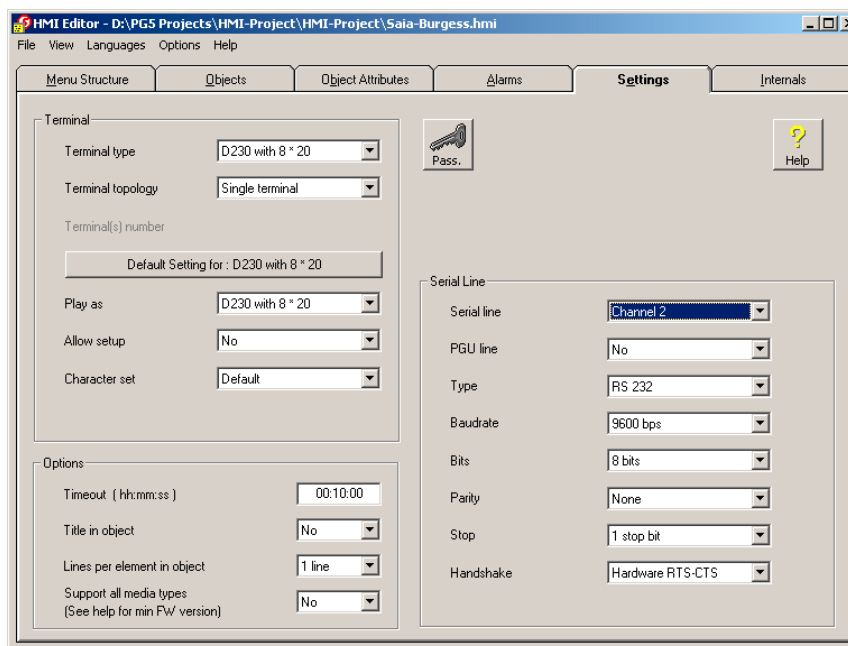 HMI Editor - D:\PG5 Projects\HMI-Project\HMI-Project\Saia-Burgess.hmi
File View Languages Options Help
Menu Structure Objects Object Attributes Alarms Settings Internals
Terminal
Terminal type D230 with 8 * 20
Terminal topology Single terminal
Terminal(s) number
Default Setting for : D230 with 8 * 20
Play as D230 with 8 * 20
Allow setup No
Character set Default
Pass.
?
Help
Options
Timeout ( hh:mm:ss ) 00:10:00
Title in object No
Lines per element in object 1 line
Support all media types
(See help for min FW version) No
Serial Line
Serial line Channel 2
PGU line No
Type RS 232
Baudrate 9600 bps
Bits 8 bits
Parity None
Stop 1 stop bit
Handshake Hardware RTS-CTS